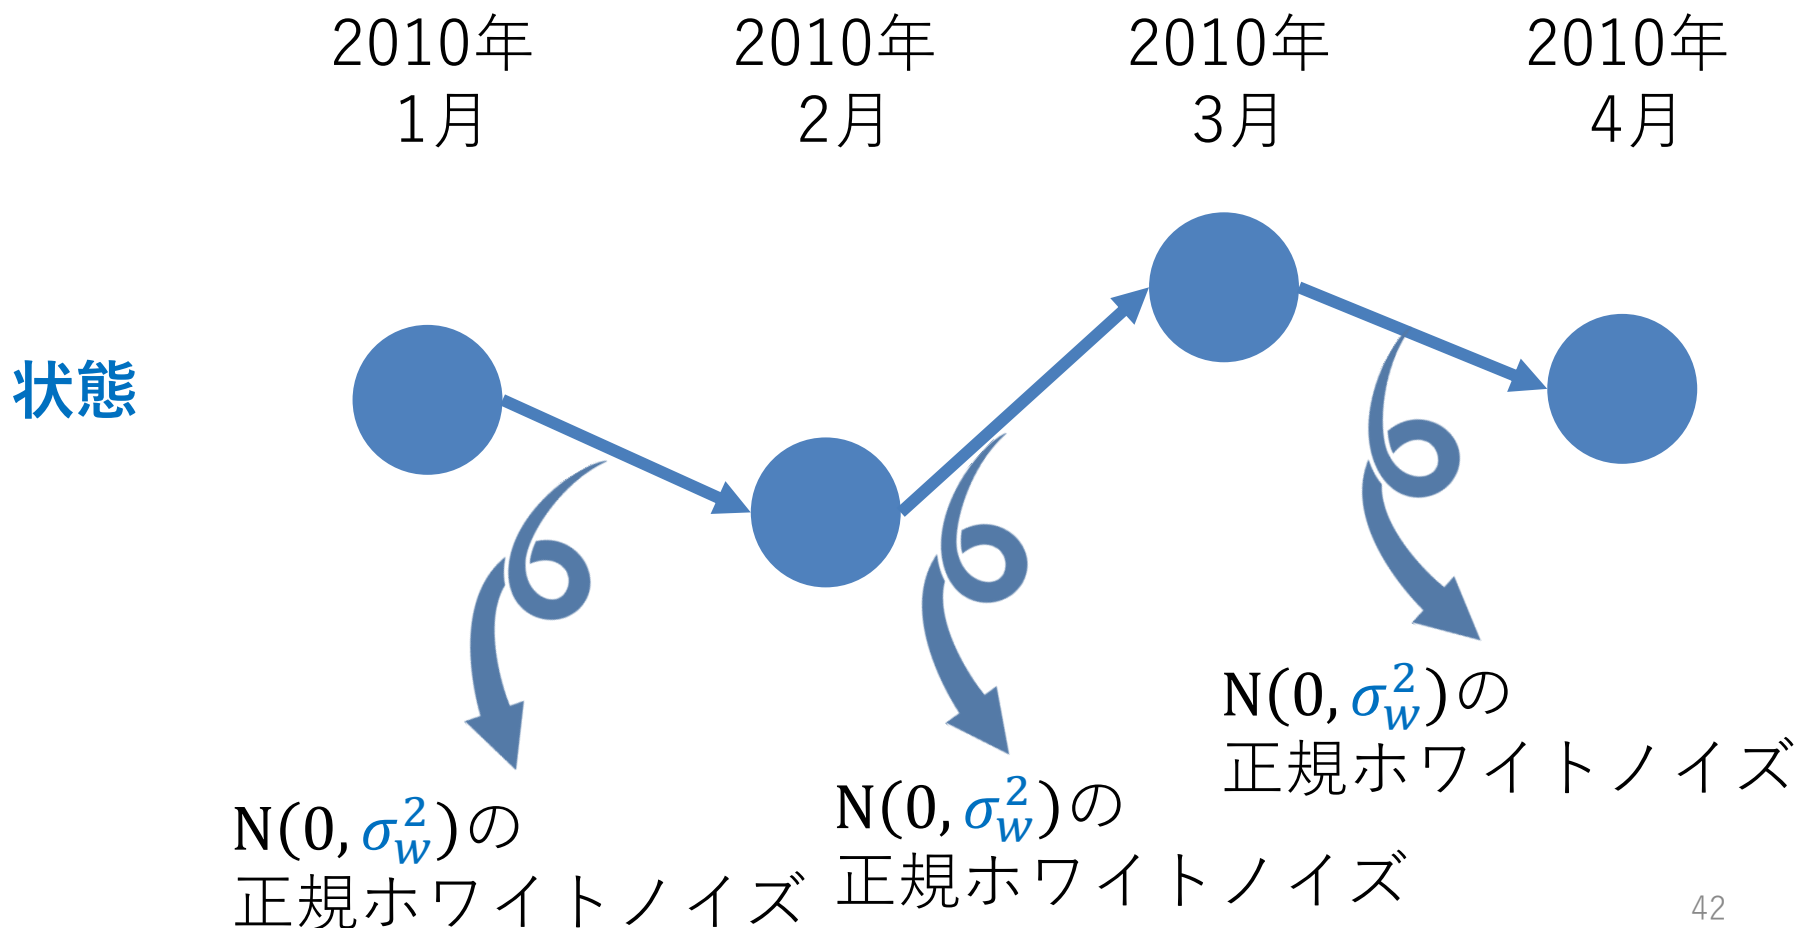 2010年
1月
2010年
2月
2010年
3月
2010年
4月
状態
N(0, σ_w^2)の
正規ホワイトノイズ
N(0, σ_w^2)の
正規ホワイトノイズ
N(0, σ_w^2)の
正規ホワイトノイズ
42